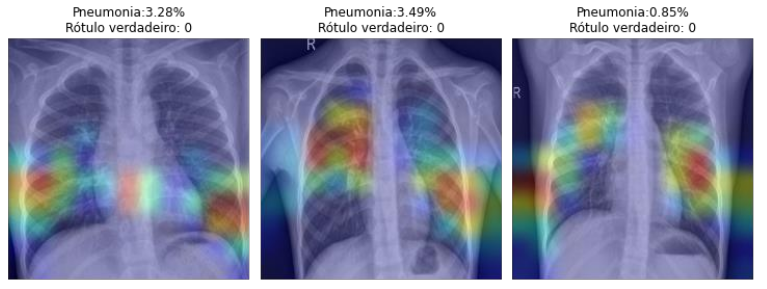 Pneumonia:3.28%
Rótulo verdadeiro: 0
Pneumonia:3.49%
Rótulo verdadeiro: 0
Pneumonia:0.85%
Rótulo verdadeiro: 0
R
R